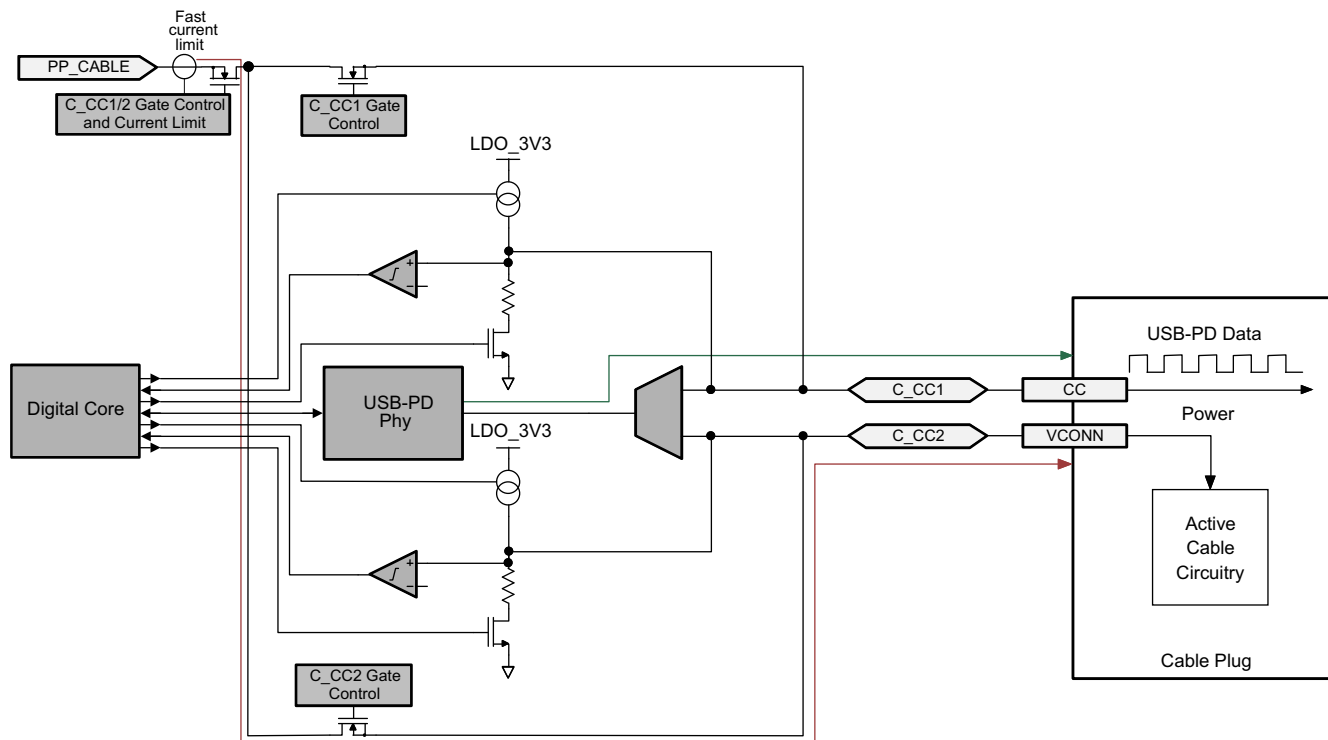 Fast
current
limit
PP_CABLE
C_CC1/2 Gate Control
and Current Limit
C_CC1 Gate
Control
LDO_3V3
+
−
Digital Core
USB-PD
Phy
LDO_3V3
+
−
C_CC2 Gate
Control
C_CC1
C_CC2
CC
VCONN
USB-PD Data
Power
Active
Cable
Circuitry
Cable Plug